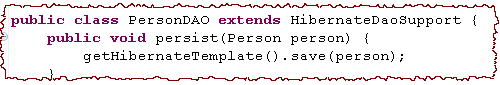 public class PersonDAO extends HibernateDaoSupport {
    public void persist(Person person) {
        getHibernateTemplate().save(person);
    }